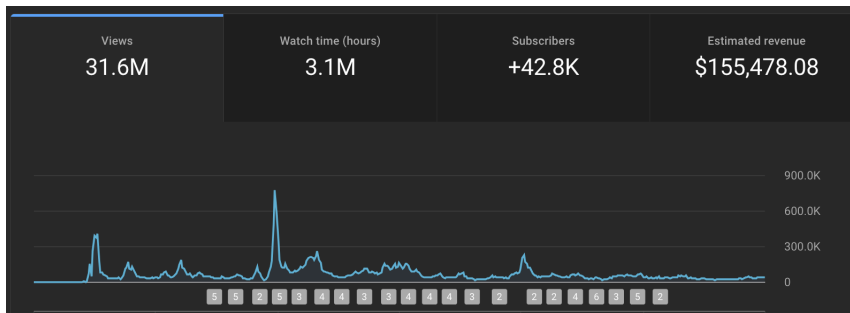 Views Watch time (hours) Subscribers Estimated revenue
31.6M 3.1M +42.8K $155,478.08
900.0K
600.0K
300.0K
0
5 5 2 5 3 4 4 3 3 4 4 4 3 2 2 2 4 6 3 5 2